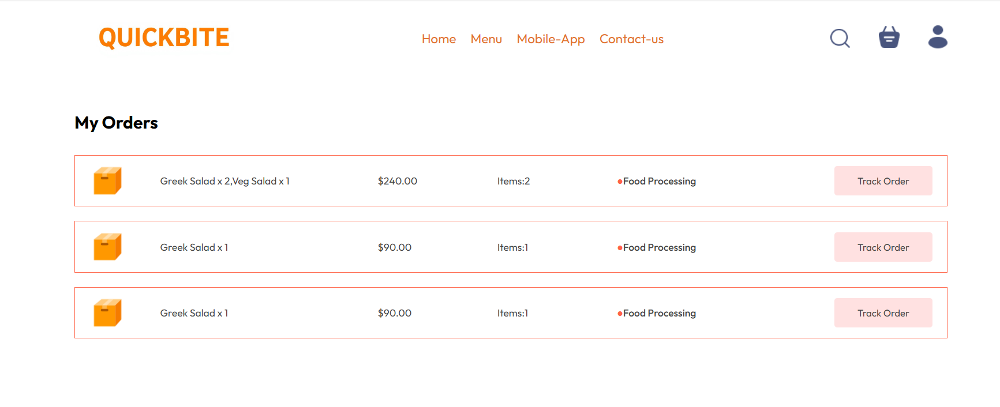 QUICKBITE
Home Menu Mobile-App Contact-us
My Orders
Greek Salad x 2,Veg Salad x 1 $240.00 Items:2 ●Food Processing Track Order
Greek Salad x 1 $90.00 Items:1 ●Food Processing Track Order
Greek Salad x 1 $90.00 Items:1 ●Food Processing Track Order